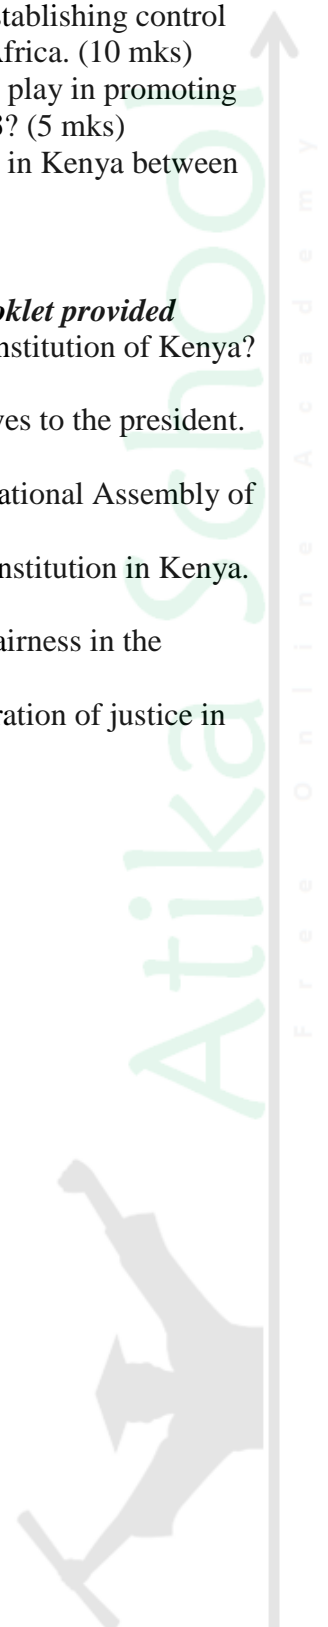 stablishing control
frica. (10 mks)
play in promoting
? (5 mks)
in Kenya between
oklet provided
nstitution of Kenya?
ves to the president.
ational Assembly of
nstitution in Kenya.
airness in the
ration of justice in
Atika School
Free Online Academy